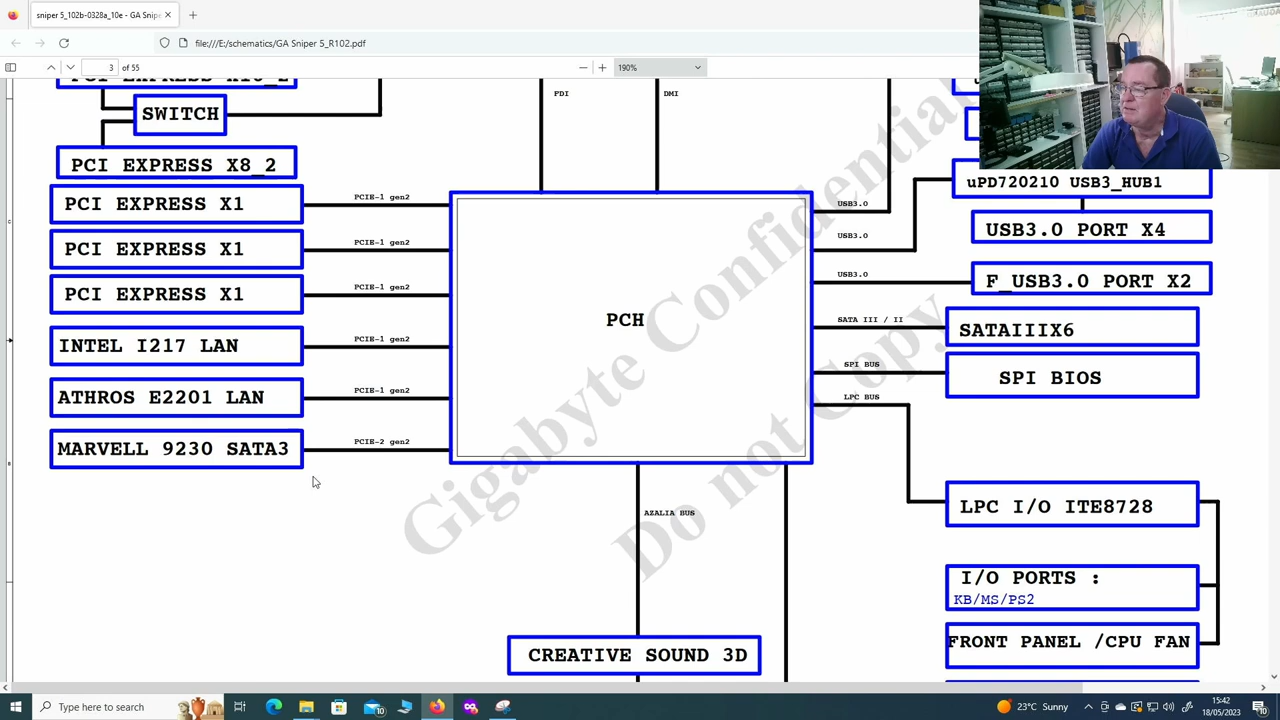 sniper 5_102b-0328a_10e - GA Snipe
file:///E:/schematics/GA Sniper 5_r102.pdf
3 of 55
190%
SWITCH
PCI EXPRESS X8_2
PCI EXPRESS X1
PCI EXPRESS X1
PCI EXPRESS X1
INTEL I217 LAN
ATHROS E2201 LAN
MARVELL 9230 SATA3
PCIE-1 gen2
PCIE-1 gen2
PCIE-1 gen2
PCIE-1 gen2
PCIE-1 gen2
PCIE-2 gen2
FDI
DMI
PCH
Gigabyte Confidential
Do not Copy
AZALIA BUS
CREATIVE SOUND 3D
USB3.0
USB3.0
USB3.0
SATA III / II
SPI BUS
LPC BUS
uPD720210 USB3_HUB1
USB3.0 PORT X4
F_USB3.0 PORT X2
SATAIIIX6
SPI BIOS
LPC I/O ITE8728
I/O PORTS :
KB/MS/PS2
FRONT PANEL /CPU FAN
Type here to search
10
23°C Sunny
15:42
18/05/2023
10